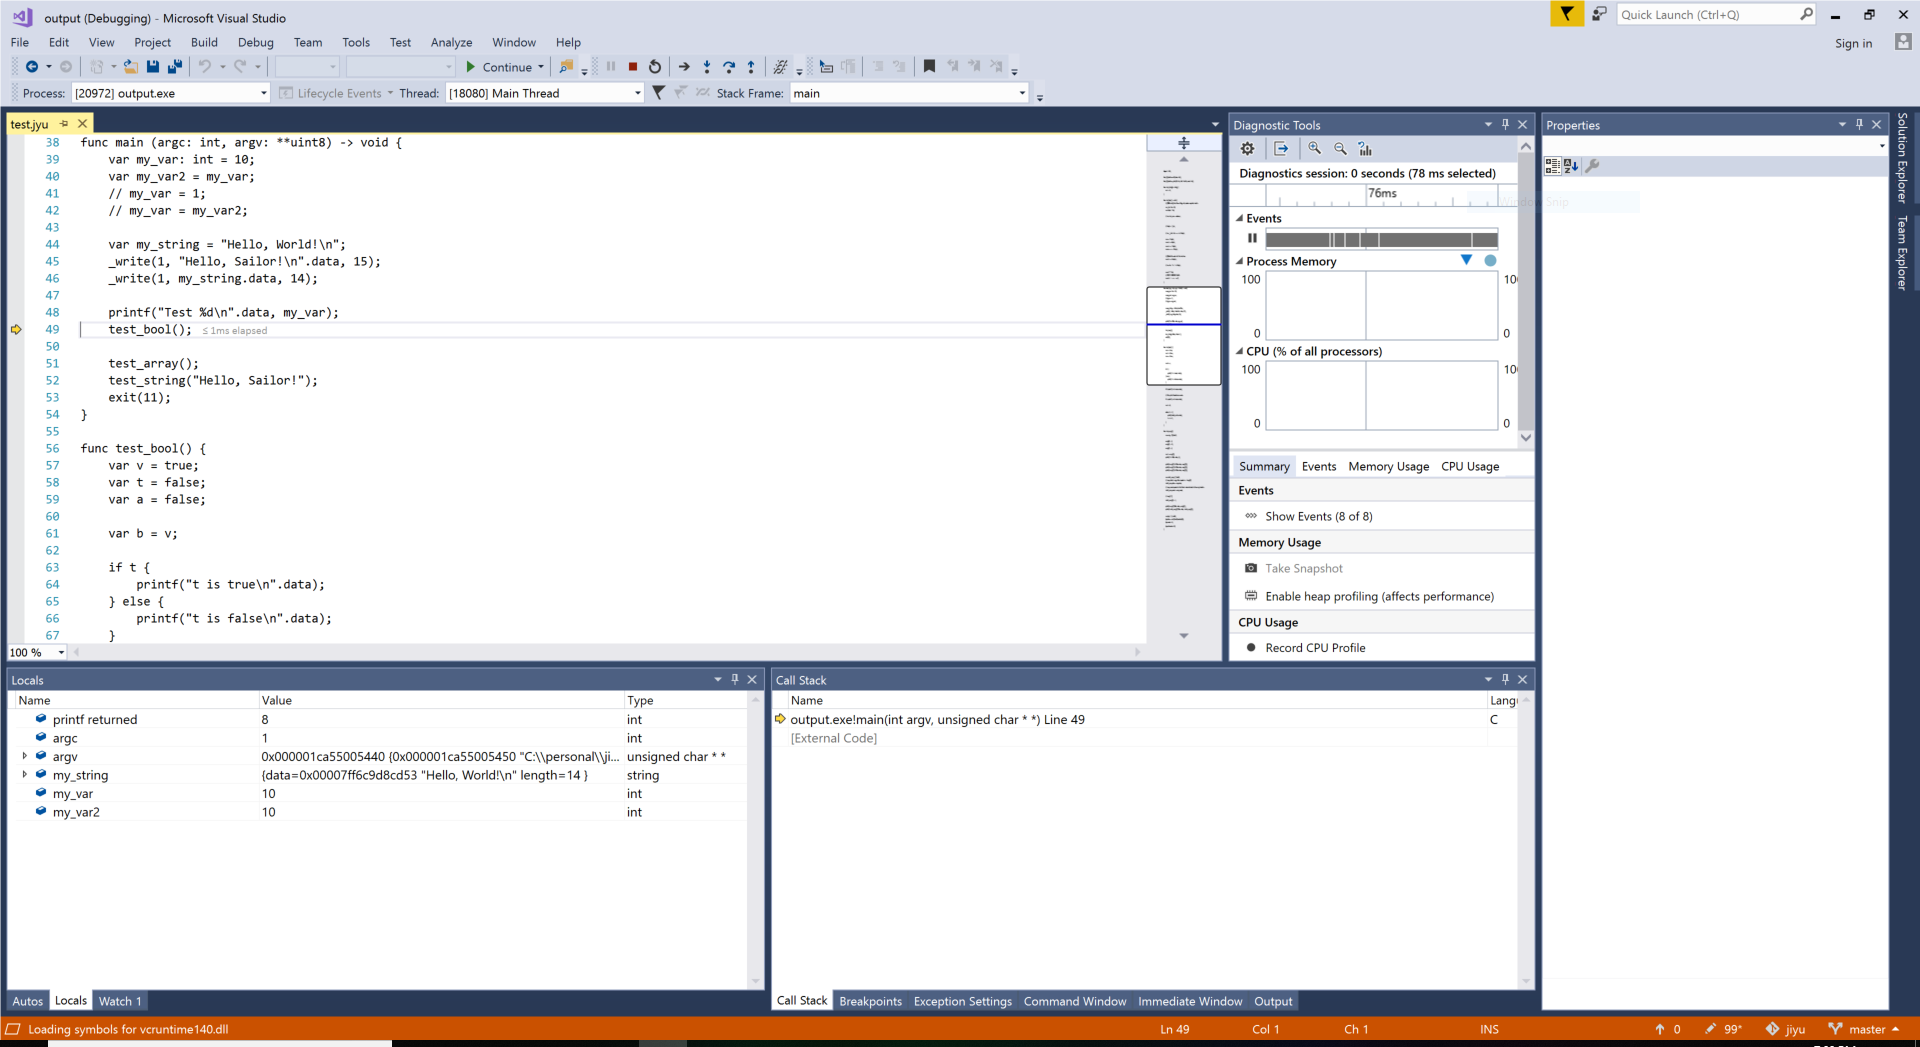 output (Debugging) - Microsoft Visual Studio
Quick Launch (Ctrl+Q)
File Edit View Project Build Debug Team Tools Test Analyze Window Help
Sign in
Continue
Process: [20972] output.exe Lifecycle Events Thread: [18080] Main Thread Stack Frame: main
test.jyu
38 func main (argc: int, argv: **uint8) -> void {
39 var my_var: int = 10;
40 var my_var2 = my_var;
41 // my_var = 1;
42 // my_var = my_var2;
43
44 var my_string = "Hello, World!\n";
45 _write(1, "Hello, Sailor!\n".data, 15);
46 _write(1, my_string.data, 14);
47
48 printf("Test %d\n".data, my_var);
49 test_bool(); ≤ 1ms elapsed
50
51 test_array();
52 test_string("Hello, Sailor!");
53 exit(11);
54 }
55
56 func test_bool() {
57 var v = true;
58 var t = false;
59 var a = false;
60
61 var b = v;
62
63 if t {
64 printf("t is true\n".data);
65 } else {
66 printf("t is false\n".data);
67 }
100 %
Diagnostic Tools
Diagnostics session: 0 seconds (78 ms selected)
76ms
Events
Process Memory
100 10
0 0
CPU (% of all processors)
100 10
0 0
Summary Events Memory Usage CPU Usage
Events
Show Events (8 of 8)
Memory Usage
Take Snapshot
Enable heap profiling (affects performance)
CPU Usage
Record CPU Profile
Properties
Window Snip
Solution Explorer
Team Explorer
Locals
Name Value Type
printf returned 8 int
argc 1 int
argv 0x000001ca55005440 {0x000001ca55005450 "C:\\personal\\ji... unsigned char * *
my_string {data=0x00007ff6c9d8cd53 "Hello, World!\n" length=14 } string
my_var 10 int
my_var2 10 int
Autos Locals Watch 1
Call Stack
Name Lang
output.exe!main(int argv, unsigned char * *) Line 49 C
[External Code]
Call Stack Breakpoints Exception Settings Command Window Immediate Window Output
Loading symbols for vcruntime140.dll
Ln 49 Col 1 Ch 1 INS
0 99* jiyu master